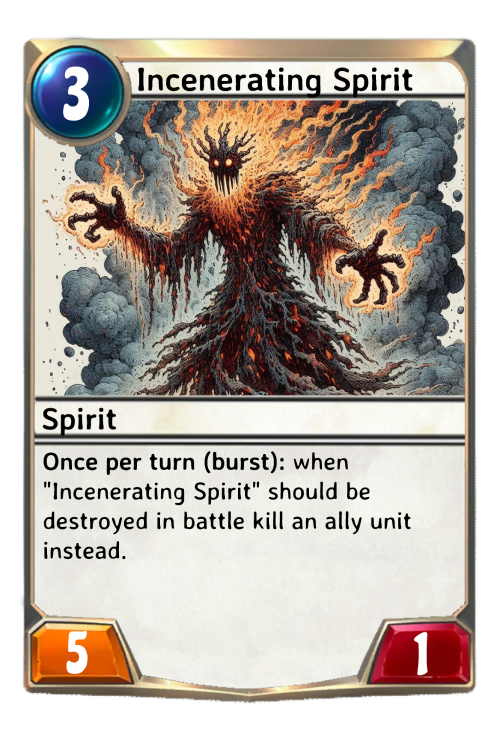 3
Incenerating Spirit
Spirit
Once per turn (burst): when
"Incenerating Spirit" should be
destroyed in battle kill an ally unit
instead.
5
1